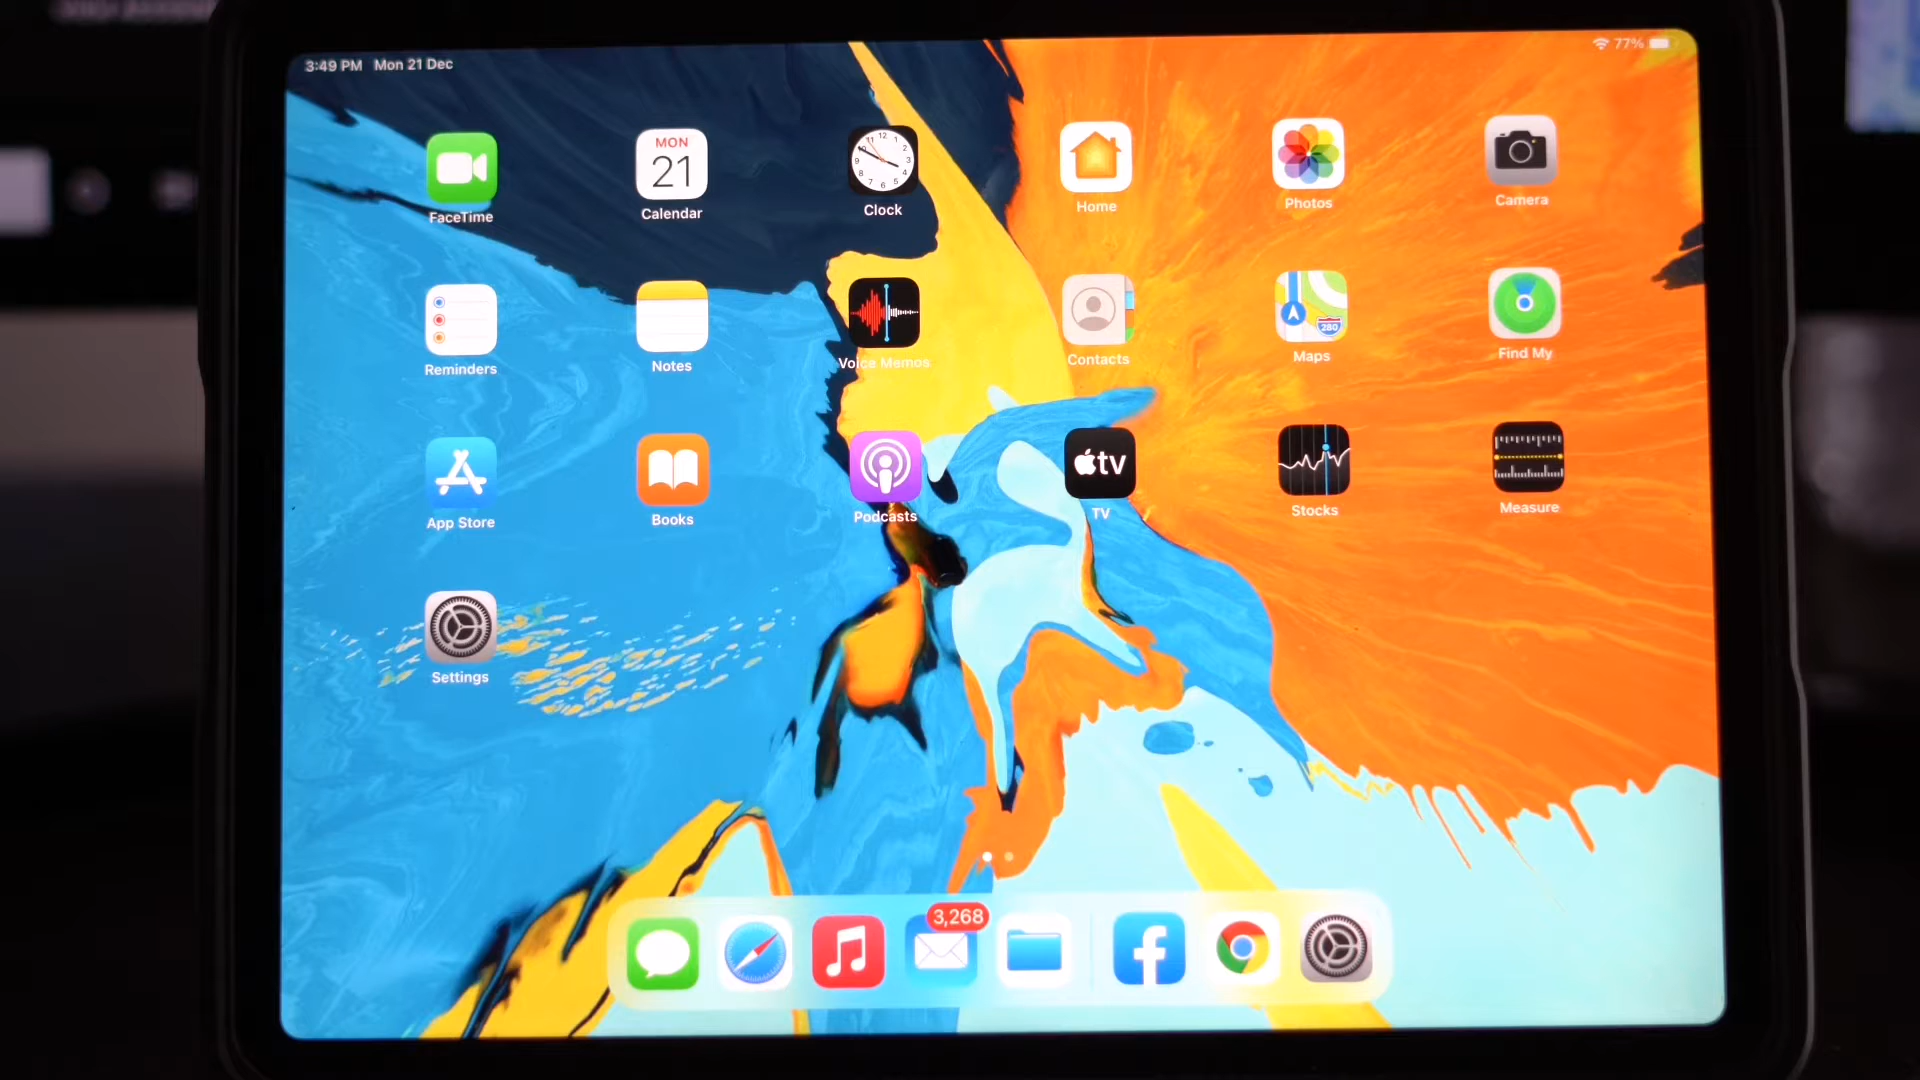 3:49 PM Mon 21 Dec
77%
MON
21
FaceTime
Calendar
Clock
Home
Photos
Camera
280
Reminders
Notes
Voice Memos
Contacts
Maps
Find My
tv
App Store
Books
Podcasts
TV
Stocks
Measure
Settings
3,268